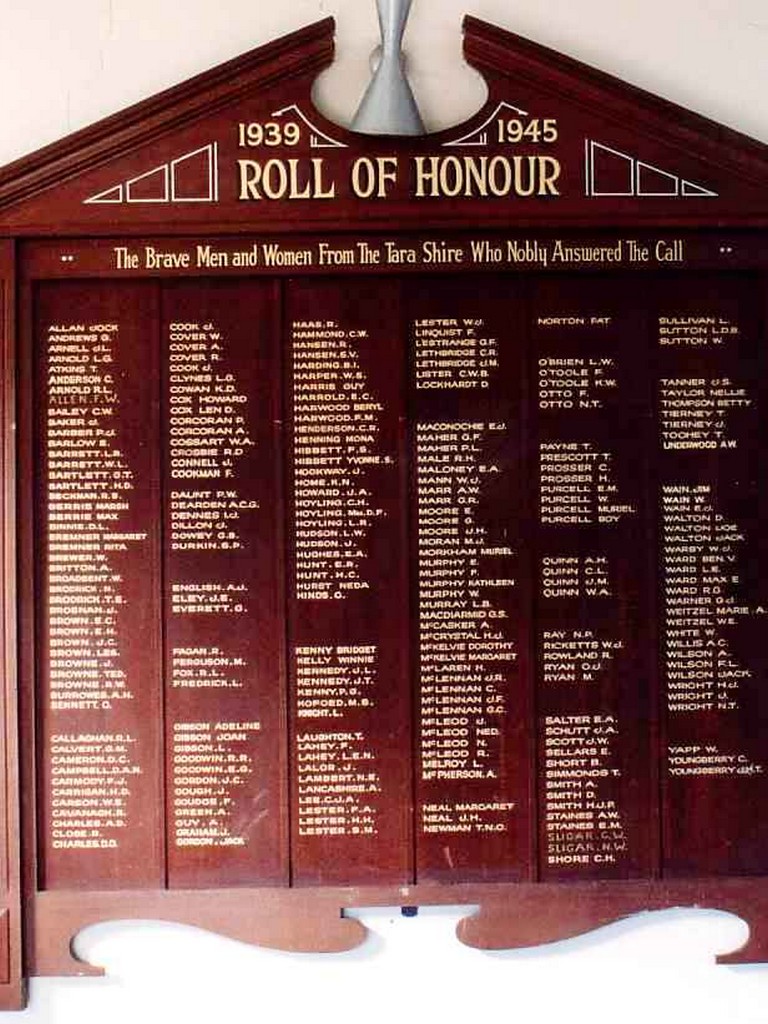 1939 1945
ROLL OF HONOUR
The Brave Men and Women From The Tara Shire Who Nobly Answered The Call
ALLAN JOCK
ANDREWS G.
ARNELL J.L.
ARNOLD L.G.
ATKINS T.
ANDERSON C.
ARNOLD R.L.
ALLEN.F.W.
BAILEY C.W.
BAKER J.
BARBER P.J.
BARLOW E.
BARRETT.L.R.
BARRETT.W.L.
BARTLETT.G.T.
BARTLETT.K.D.
BECKMAN.R.S.
BERRIE MARSH
BERRIE MAX
BINNIE.D.L.
BREMNER MARGARET
BREMNER RITA
BREWER.W.
BRITTON.A.
BROADBENT.W.
BRODRICK.N.
BRODRICK.T.E.
BROSNAN.J.
BROWN.E.C.
BROWN.E.H.
BROWN.J.C.
BROWN.LES.
BROWNE.J.
BROWNE.TED.
BROWNE.R.W.
BURROWES.A.H.
BENNETT.G.
CALLAGHAN.R.L.
CALVERT.G.M.
CAMERON.D.C.
CAMPBELL.D.A.N.
CARMODY.F.J.
CARRIGAN.H.D.
CARSON.W.E.
CAVANAGH.R.
CHARLES.A.D.
CLOSE.R.
CHARLES.D.D.
COOK J.
COVER W.
COVER A.
COVER R.
COOK J.
CLYNES L.G.
COWAN K.D.
COX HOWARD
COX LEN D.
CORCORAN P.
CORCORAN A.
COSSART W.A.
CROSBIE R.D
CONNELL J.
COOKMAN F.
DAUNT P.W.
DEARDEN A.C.G.
DENNES I.J.
DILLON J.
DOWEY G.B.
DURKIN.S.P.
ENGLISH.A.J.
ELEY.J.E.
EVERETT.G.
FAGAN.R.
FERGUSON.M.
FOX.R.L.
FREDRICK.L.
GIBSON ADELINE
GIBSON JOAN
GIBSON.L.
GOODWIN.R.R.
GOODWIN.E.G.
GORDON.J.C.
GOUGH.J.
GOUDGE.F.
GREEN.A.
GUY.A.
GRAHAM.J.
GORDON.JACK
HAAG.R.
HAMMOND.C.W.
HANSEN.R.
HANSEN.S.V.
HARDING.B.I.
HARPER.W.S.
HARRIS GUY
HARROLD.E.C.
HARWOOD BERYL
HARWOOD.F.M.
HENDERSON.C.R.
HENNING MONA
HIBBETT.P.S.
HIBBETT YVONNE S.
HOOKWAY.J.
HOME.K.N.
HOWARD.J.A.
HOYLING.C.H.
HOYLING.McD.P.
HOYLING.L.R.
HUDSON.L.W.
HUDSON.J.
HUGHES.E.A.
HUNT.E.R.
HUNT.H.C.
HURST NEDA
HINDS.G.
KENNY BRIDGET
KELLY WINNIE
KENNEDY.J.L.
KENNEDY.J.T.
KENNY.P.G.
KOFOED.M.S.
KNIGHT.L.
LAUGHTON.T.
LAHEY.F.
LAHEY.L.E.N.
LALOR.J.
LAMBERT.N.E.
LANCASHIRE.A.
LEE.C.J.A.
LESTER.P.A.
LESTER.H.H.
LESTER.S.M.
LESTER W.J.
LINQUIST F.
L'ESTRANGE G.F.
LETHBRIDGE C.R.
LETHBRIDGE J.M.
LISTER C.W.B.
LOCKHART D.
MACONOCHIE E.J.
MAHER G.F.
MAHER P.L.
MALE R.H.
MALONEY E.A.
MANN W.J.
MARR A.W.
MARR G.R.
MOORE E.
MOORE G.
MOORE J.H.
MORAN M.J.
MORKHAM MURIEL
MURPHY E.
MURPHY F.
MURPHY KATHLEEN
MURPHY W.
MURRAY L.B.
MACDIARMID G.S.
McCASKER A.
McCRYSTAL H.J.
McKELVIE DOROTHY
McKELVIE MARGARET
McLAREN H.
McLENNAN J.R.
McLENNAN C.
McLENNAN J.F.
McLENNAN G.C.
McLEOD J.
McLEOD NED.
McLEOD N.
McLEOD R.
MELROY L.
McPHERSON.A.
NEAL MARGARET
NEAL J.H.
NEWMAN T.N.O.
NORTON PAT
O'BRIEN L.W.
O'TOOLE F.
O'TOOLE K.W.
OTTO F.
OTTO N.T.
PAYNE T.
PRESCOTT T.
PROSSER C.
PROSSER H.
PURCELL E.M.
PURCELL W.
PURCELL MURIEL
PURCELL ROY
QUINN A.H.
QUINN C.L.
QUINN J.M.
QUINN W.A.
RAY N.P.
RICKETTS W.J.
ROWLAND R.
RYAN O.J.
RYAN M.
SALTER E.A.
SCHUTT J.A.
SCOTT J.W.
SELLARS E.
SHORT B.
SIMMONDS T.
SMITH A.
SMITH D.
SMITH H.J.P.
STAINES A.W.
STAINES E.M.
SLIGAR.C.W.
SLIGAR.N.W.
SHORE C.H.
SULLIVAN L.
SUTTON L.D.B.
SUTTON W.
TANNER J.S.
TAYLOR NELLIE
THOMPSON BETTY
TIERNEY T.
TIERNEY J.
TOOHEY T.
UNDERWOOD A.W.
WAIN.JIM
WAIN W.
WAIN E.J
WALTON D.
WALTON JOE
WALTON JACK
WARBY W.J.
WARD BEN V.
WARD L.E.
WARD MAX E
WARD R.G.
WARNER G.J
WEITZEL MARIE.A.
WEITZEL W.E.
WHITE W.
WILLIS A.C.
WILSON A.
WILSON F.L.
WILSON JACK
WRIGHT H.J
WRIGHT J.
WRIGHT N.T.
YAPP W.
YOUNGBERRY C.
YOUNGBERRY J.H.T.